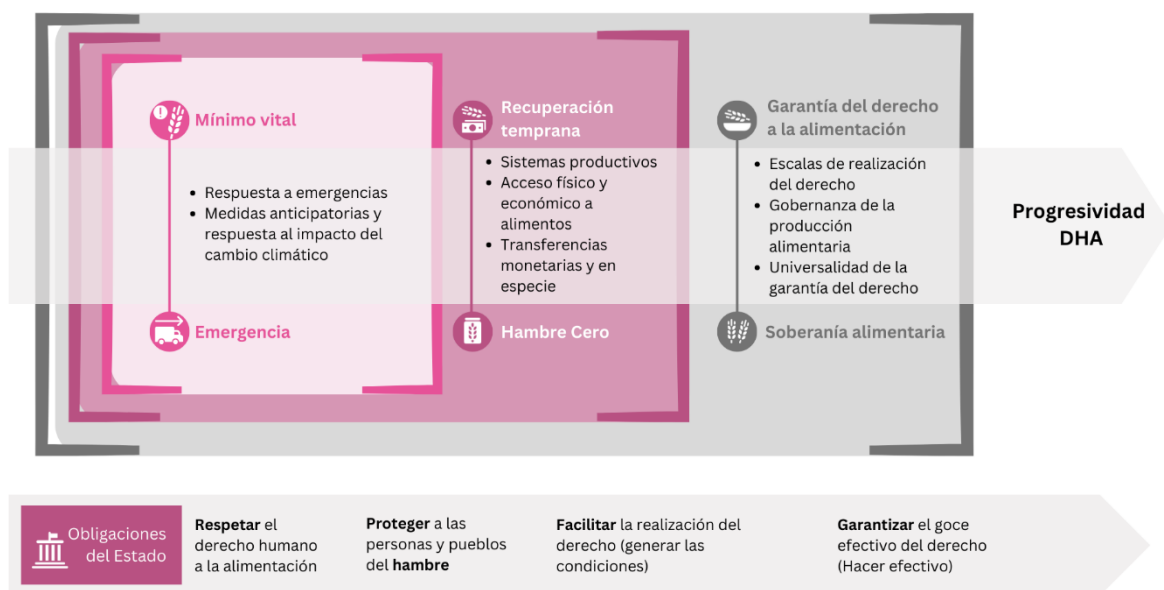 Mínimo vital
• Respuesta a emergencias
• Medidas anticipatorias y
respuesta al impacto del
cambio climático
Emergencia
Recuperación
temprana
• Sistemas productivos
• Acceso físico y
económico a
alimentos
• Transferencias
monetarias y en
especie
Hambre Cero
Garantía del derecho
a la alimentación
• Escalas de realización
del derecho
• Gobernanza de la
producción
alimentaria
• Universalidad de la
garantía del derecho
Soberanía alimentaria
Progresividad
DHA
Obligaciones
del Estado
Respetar el
derecho humano
a la alimentación
Proteger a las
personas y pueblos
del hambre
Facilitar la realización del
derecho (generar las
condiciones)
Garantizar el goce
efectivo del derecho
(Hacer efectivo)